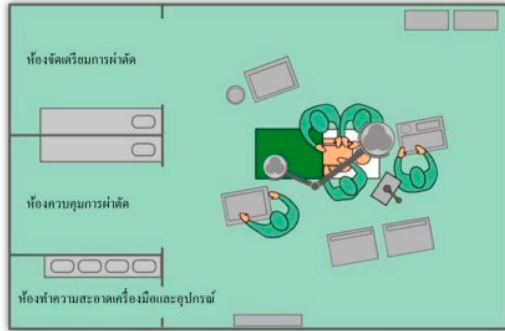 ห้องจัดเตรียมการผ่าตัด
ห้องควบคุมการผ่าตัด
ห้องทำความสะอาดเครื่องมือและอุปกรณ์